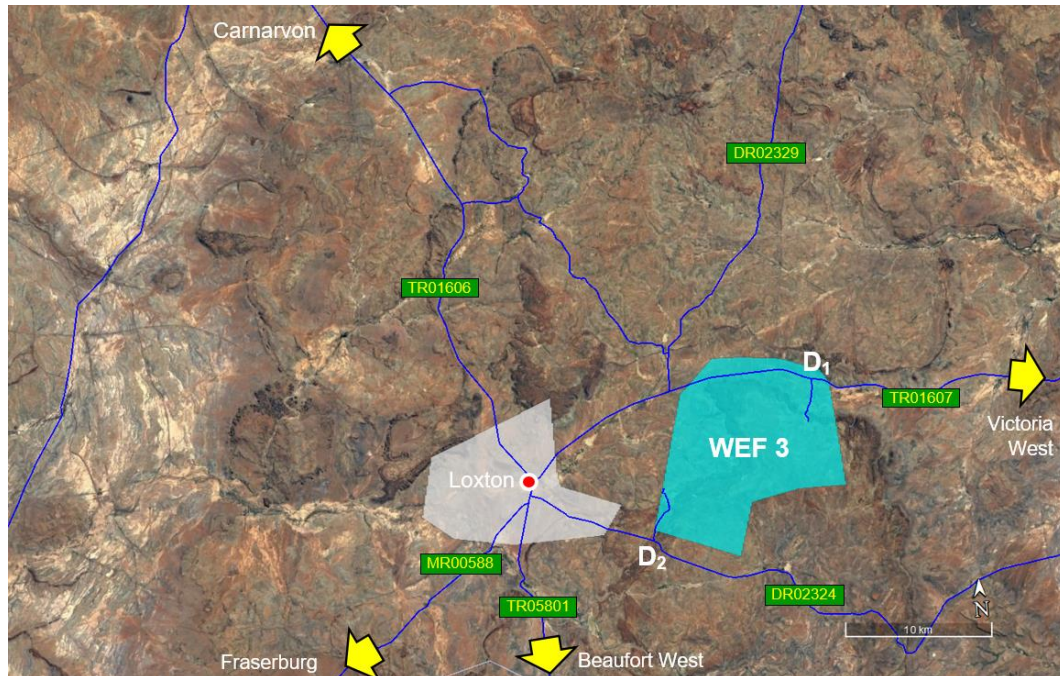 Carnarvon
DR02329
TR01606
D₁
TR01607
Victoria
West
WEF 3
Loxton
D₂
MR00588
DR02324
TR05801
N
10 km
Fraserburg
Beaufort West